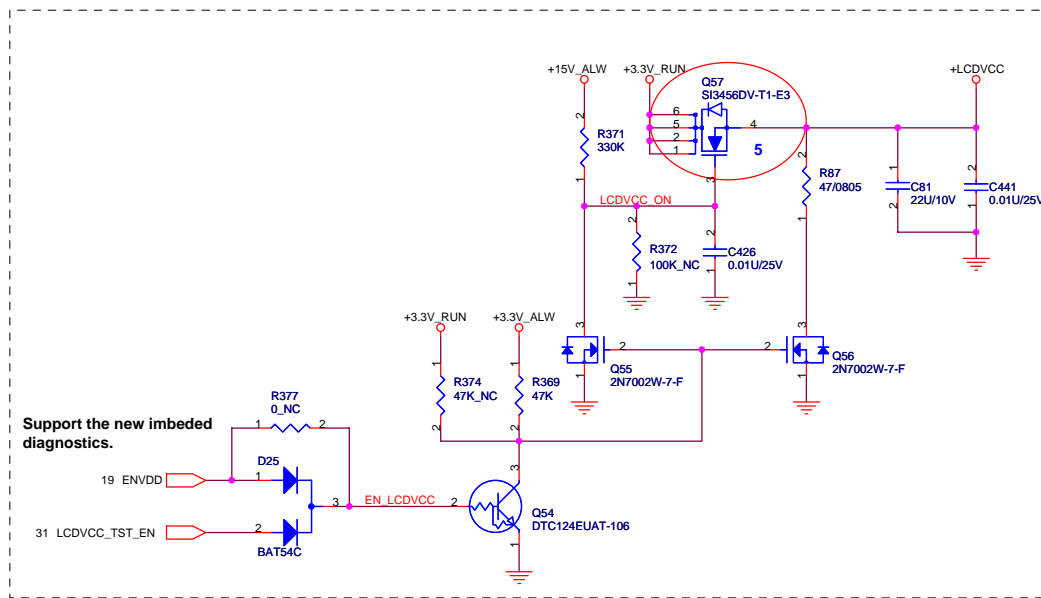 +15V_ALW
+3.3V_RUN
+LCDVCC
Q57
SI3456DV-T1-E3
6
5
2
1
4
5
3
2
R371
330K
1
2
R87
47/0805
1
1
C81
22U/10V
2
2
C441
0.01U/25V
1
LCDVCC_ON
2
R372
100K_NC
1
2
C426
0.01U/25V
1
+3.3V_RUN
+3.3V_ALW
3
2
Q55
2N7002W-7-F
1
3
2
Q56
2N7002W-7-F
1
1
R374
47K_NC
2
1
R369
47K
2
R377
0_NC
1
2
Support the new imbeded
diagnostics.
D25
19 ENVDD
1
3
EN_LCDVCC
2
3
Q54
DTC124EUAT-106
1
31 LCDVCC_TST_EN
2
BAT54C